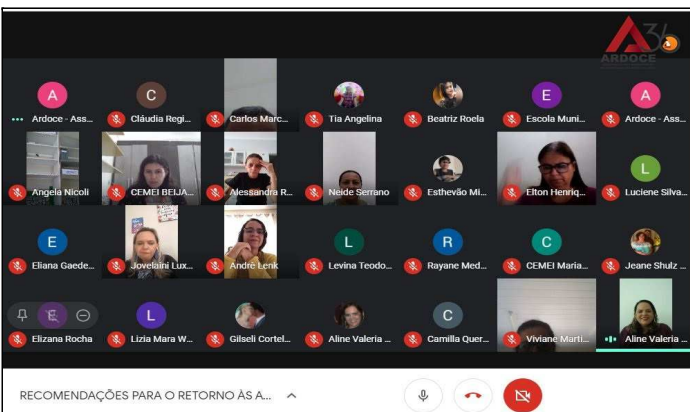 A36
ARDOCE
A C E A
Ardoce - Ass... Cláudia Regi... Carlos Marc... Tia Angelina Beatriz Roela Escola Muni... Ardoce - Ass...
L
Angela Nicoli CEMEI BEIJA... Alessandra R... Neide Serrano Esthevão Mi... Elton Henriq... Luciene Silva...
E L R C
Eliana Gaede... Jovelaini Lux... André Lenk Levina Teodo... Rayane Med... CEMEI Maria... Jeane Shulz ...
E L C
Elizana Rocha Lizia Mara W... Gilseli Cortel... Aline Valeria ... Camilla Quer... Viviane Marti... Aline Valeria ...
RECOMENDAÇÕES PARA O RETORNO ÀS A...